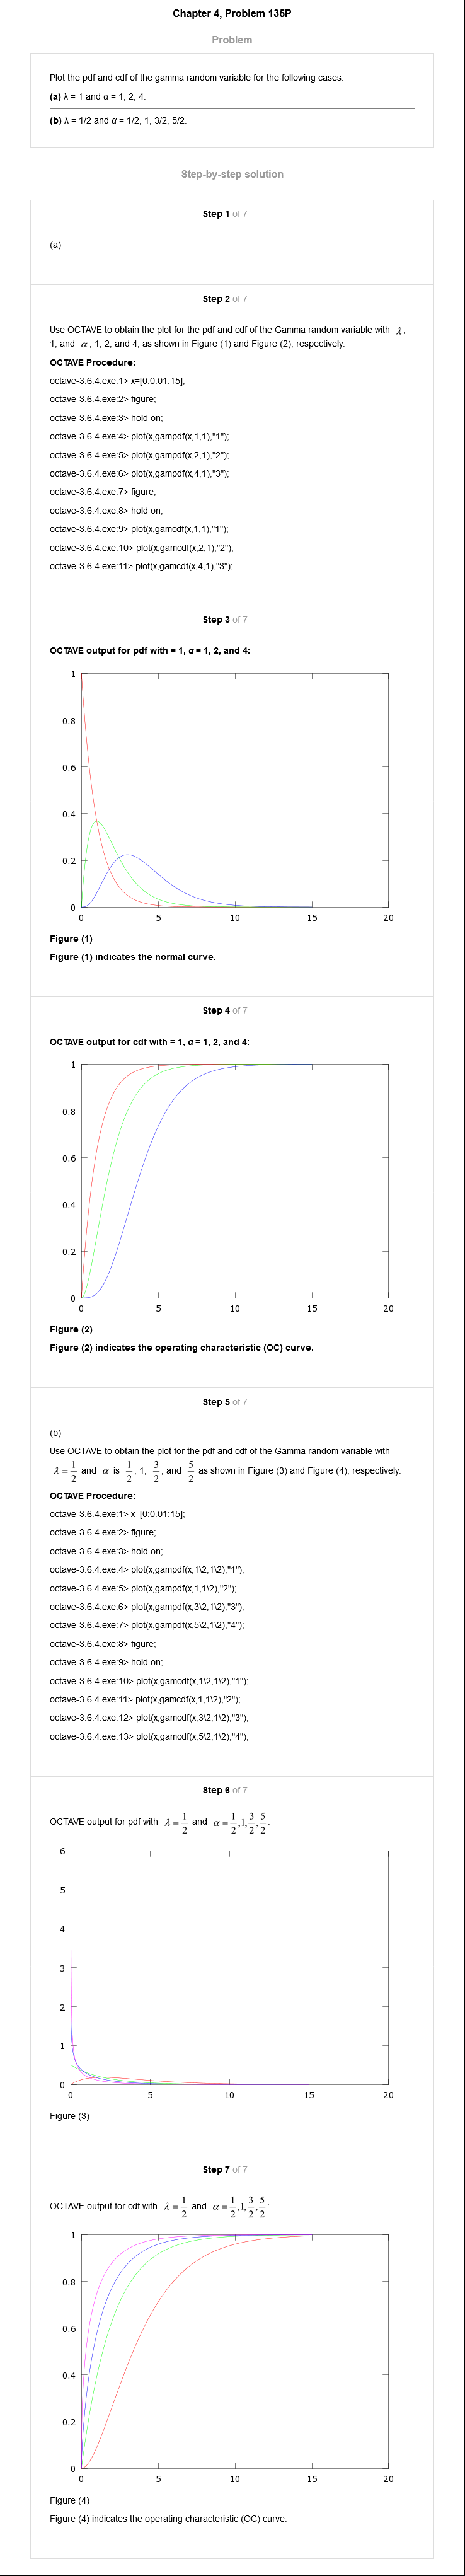 Chapter 4, Problem 135P
Problem
Plot the pdf and cdf of the gamma random variable for the following cases.
(a) λ = 1 and α = 1, 2, 4.
(b) λ = 1/2 and α = 1/2, 1, 3/2, 5/2.
Step-by-step solution
Step 1 of 7
(a)
Step 2 of 7
Use OCTAVE to obtain the plot for the pdf and cdf of the Gamma random variable with λ ,
1, and α , 1, 2, and 4, as shown in Figure (1) and Figure (2), respectively.
OCTAVE Procedure:
octave-3.6.4.exe:1> x=[0:0.01:15];
octave-3.6.4.exe:2> figure;
octave-3.6.4.exe:3> hold on;
octave-3.6.4.exe:4> plot(x,gampdf(x,1,1),"1");
octave-3.6.4.exe:5> plot(x,gampdf(x,2,1),"2");
octave-3.6.4.exe:6> plot(x,gampdf(x,4,1),"3");
octave-3.6.4.exe:7> figure;
octave-3.6.4.exe:8> hold on;
octave-3.6.4.exe:9> plot(x,gamcdf(x,1,1),"1");
octave-3.6.4.exe:10> plot(x,gamcdf(x,2,1),"2");
octave-3.6.4.exe:11> plot(x,gamcdf(x,4,1),"3");
Step 3 of 7
OCTAVE output for pdf with = 1, α = 1, 2, and 4:
1
0.8
0.6
0.4
0.2
0
0 5 10 15 20
Figure (1)
Figure (1) indicates the normal curve.
Step 4 of 7
OCTAVE output for cdf with = 1, α = 1, 2, and 4:
1
0.8
0.6
0.4
0.2
0
0 5 10 15 20
Figure (2)
Figure (2) indicates the operating characteristic (OC) curve.
Step 5 of 7
(b)
Use OCTAVE to obtain the plot for the pdf and cdf of the Gamma random variable with
λ = 1/2 and α is 1/2, 1, 3/2, and 5/2 as shown in Figure (3) and Figure (4), respectively.
OCTAVE Procedure:
octave-3.6.4.exe:1> x=[0:0.01:15];
octave-3.6.4.exe:2> figure;
octave-3.6.4.exe:3> hold on;
octave-3.6.4.exe:4> plot(x,gampdf(x,1\2,1\2),"1");
octave-3.6.4.exe:5> plot(x,gampdf(x,1,1\2),"2");
octave-3.6.4.exe:6> plot(x,gampdf(x,3\2,1\2),"3");
octave-3.6.4.exe:7> plot(x,gampdf(x,5\2,1\2),"4");
octave-3.6.4.exe:8> figure;
octave-3.6.4.exe:9> hold on;
octave-3.6.4.exe:10> plot(x,gamcdf(x,1\2,1\2),"1");
octave-3.6.4.exe:11> plot(x,gamcdf(x,1,1\2),"2");
octave-3.6.4.exe:12> plot(x,gamcdf(x,3\2,1\2),"3");
octave-3.6.4.exe:13> plot(x,gamcdf(x,5\2,1\2),"4");
Step 6 of 7
OCTAVE output for pdf with λ = 1/2 and α = 1/2,1,3/2,5/2:
6
5
4
3
2
1
0
0 5 10 15 20
Figure (3)
Step 7 of 7
OCTAVE output for cdf with λ = 1/2 and α = 1/2,1,3/2,5/2:
1
0.8
0.6
0.4
0.2
0
0 5 10 15 20
Figure (4)
Figure (4) indicates the operating characteristic (OC) curve.